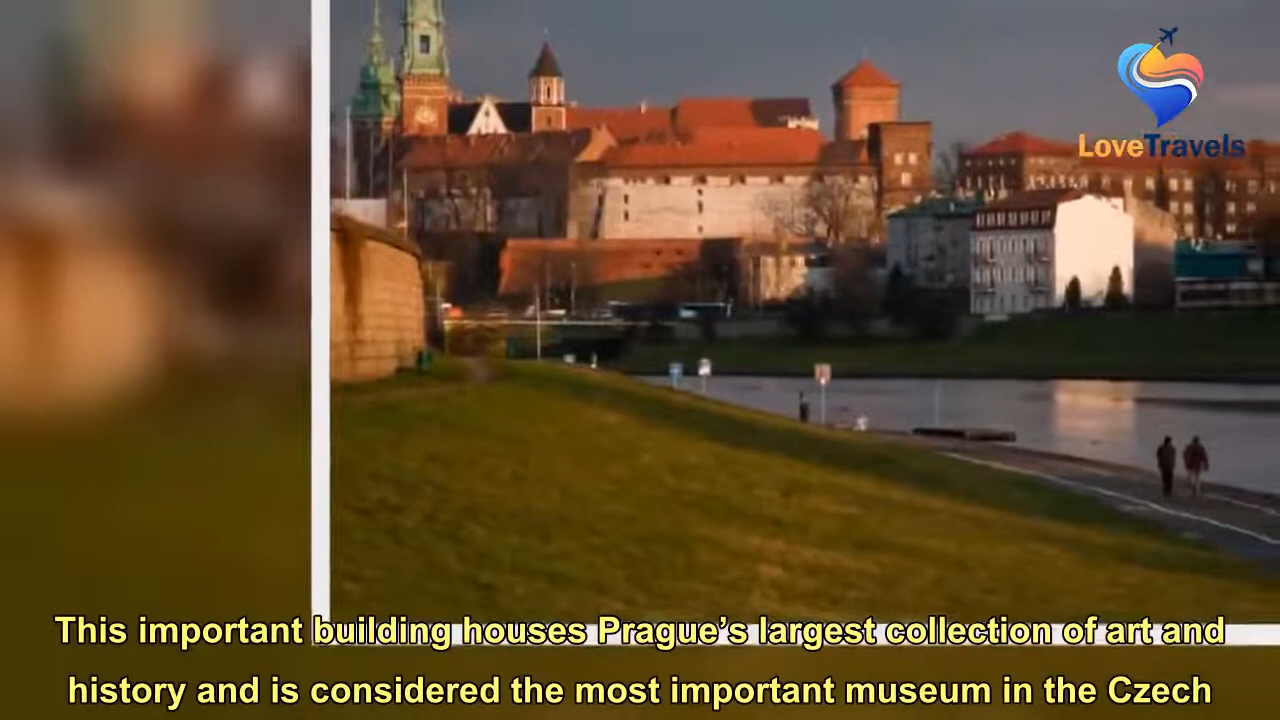 LoveTravels
This important building houses Prague’s largest collection of art and
history and is considered the most important museum in the Czech